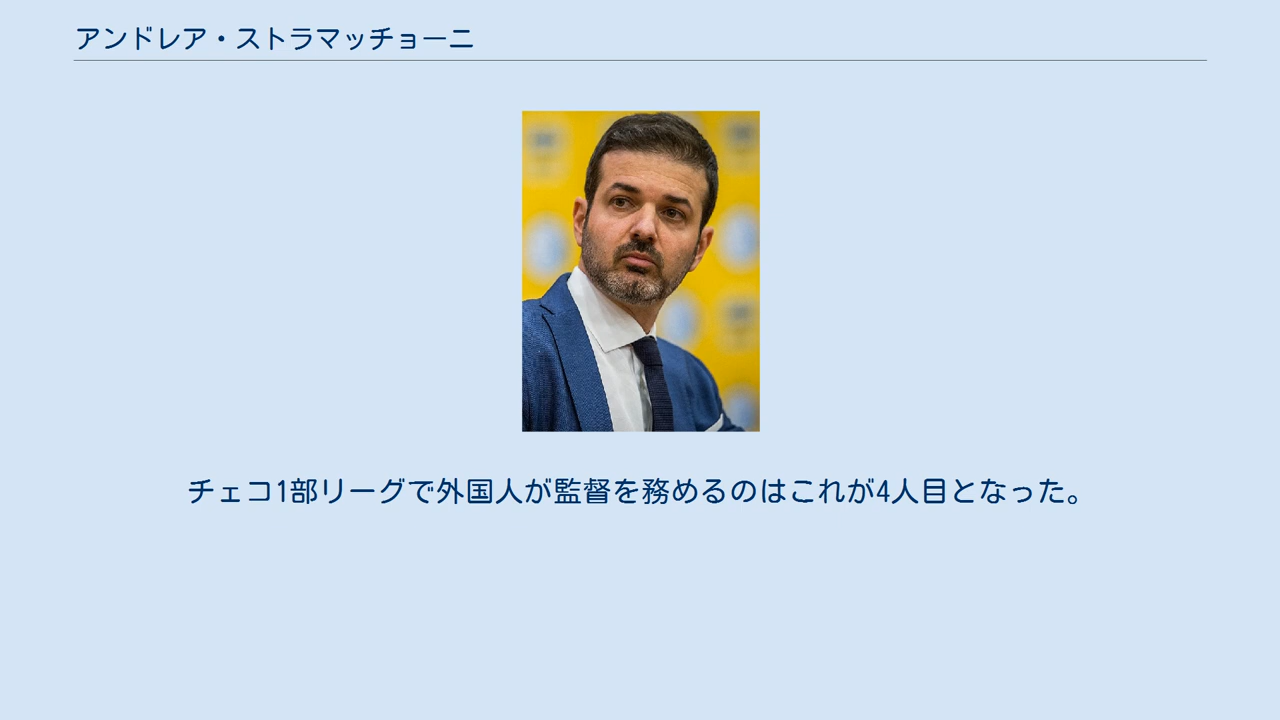 アンドレア・ストラマッチョーニ
チェコ1部リーグで外国人が監督を務めるのはこれが4人目となった。